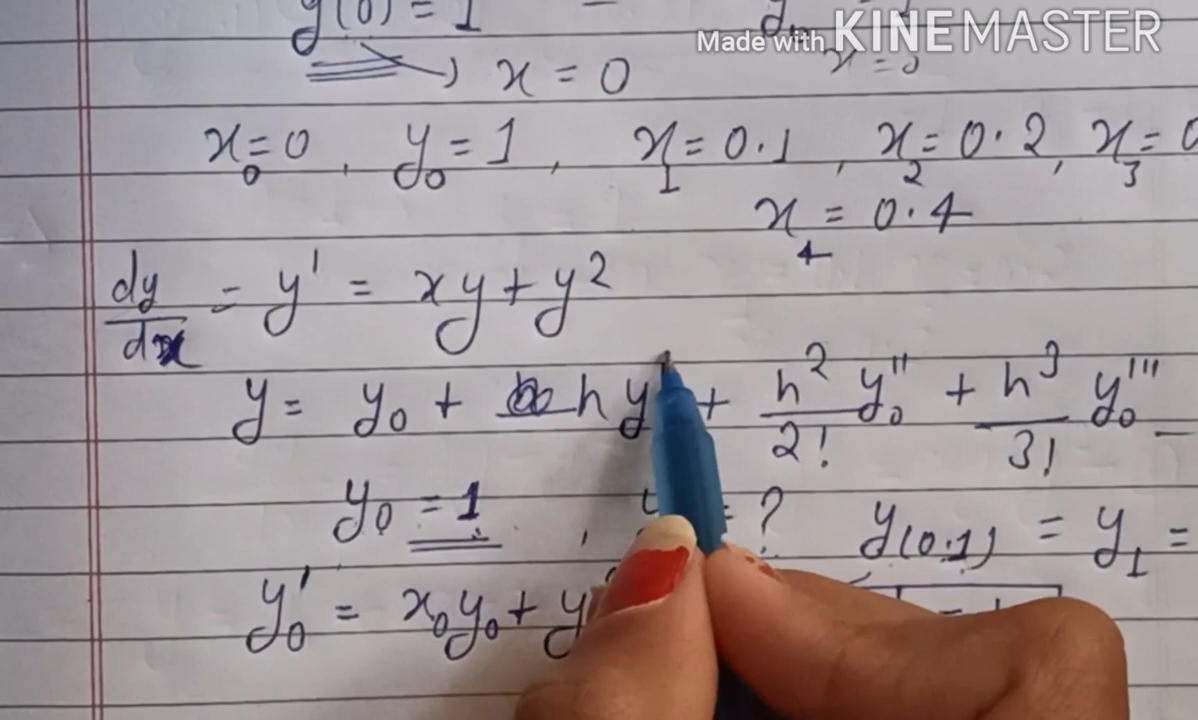 y(0) = 1
Made with KINEMASTER
x = 0
x₀ = 0 , y₀ = 1 , x₁ = 0.1 , x₂ = 0.2 , x₃ = 0
x₄ = 0.4
dy/dx = y' = xy + y²
y = y₀ + h y + h²/2! y₀'' + h³/3! y₀'''
y₀ = 1 , = ? y(0.1) = y₁ =
y₀' = x₀y₀ + y